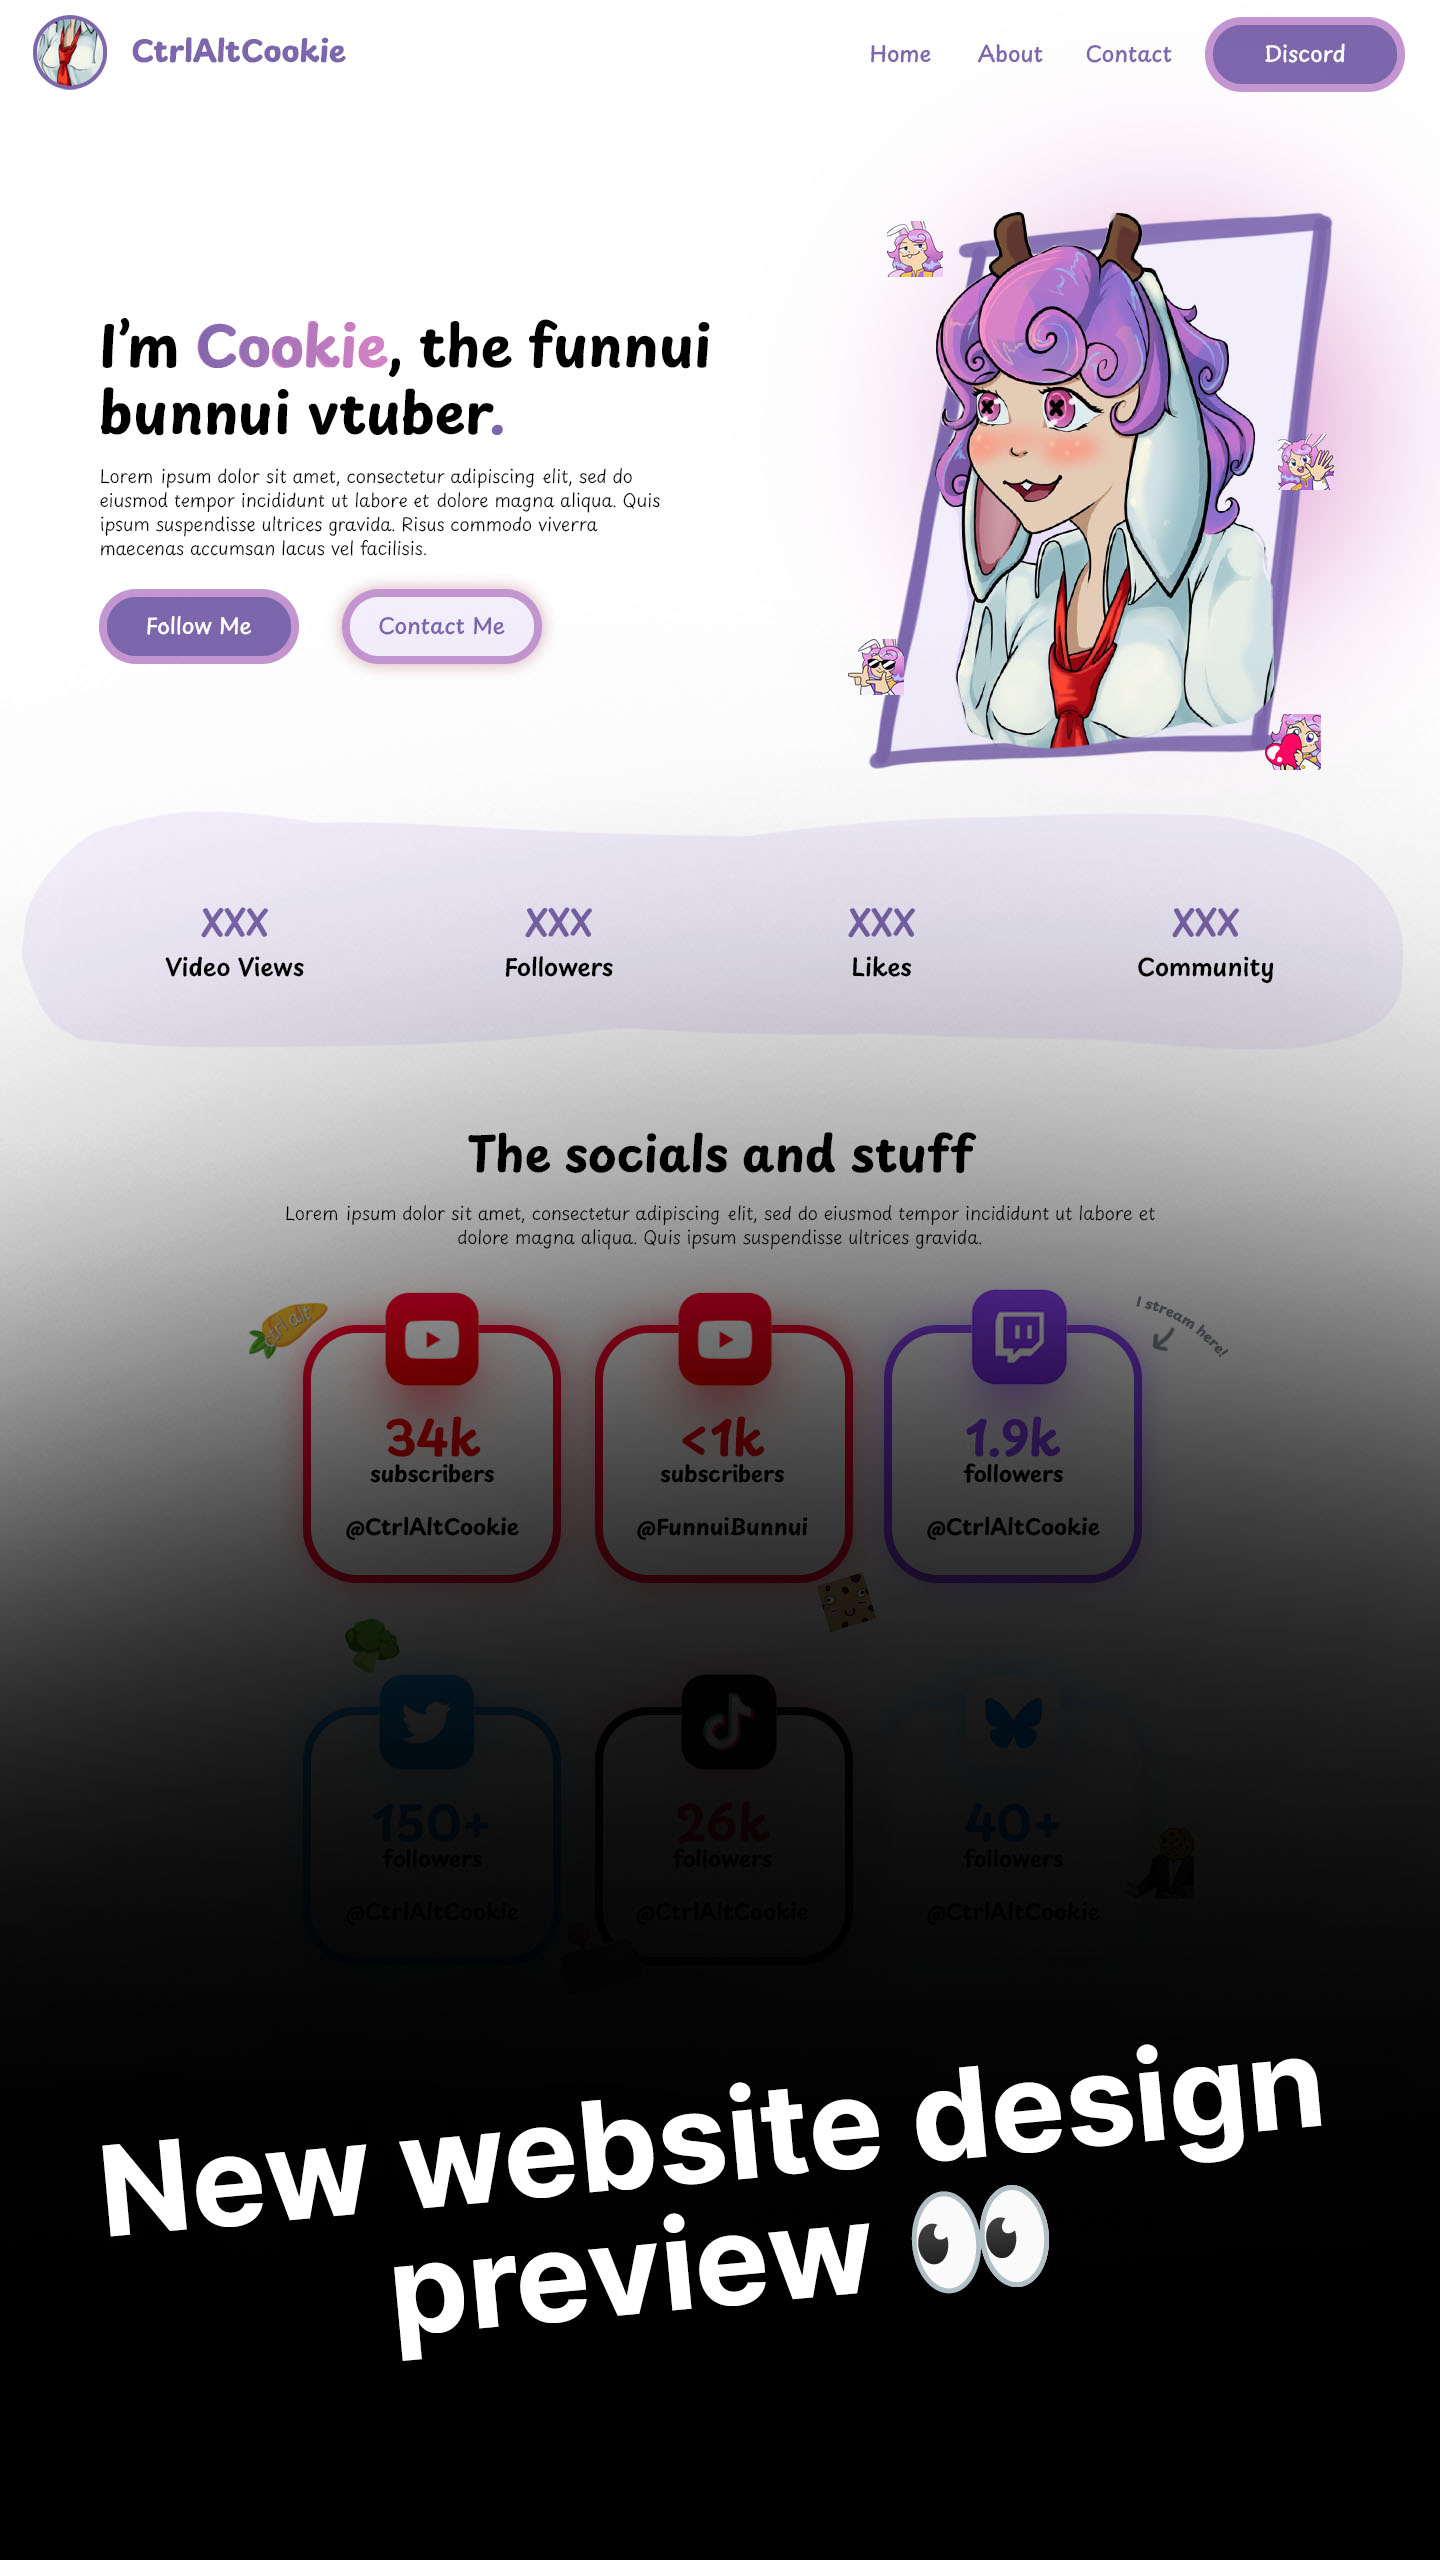 CtrlAltCookie
Home
About
Contact
Discord
I'm Cookie, the funnui
bunnui vtuber.
Lorem ipsum dolor sit amet, consectetur adipiscing elit, sed do
eiusmod tempor incididunt ut labore et dolore magna aliqua. Quis
ipsum suspendisse ultrices gravida. Risus commodo viverra
maecenas accumsan lacus vel facilisis.
Follow Me
Contact Me
XXX
Video Views
XXX
Followers
XXX
Likes
XXX
Community
The socials and stuff
Lorem ipsum dolor sit amet, consectetur adipiscing elit, sed do eiusmod tempor incididunt ut labore et
dolore magna aliqua. Quis ipsum suspendisse ultrices gravida.
ctrl alt
34k
subscribers
@CtrlAltCookie
<1k
subscribers
@FunnuiBunnui
1.9k
followers
@CtrlAltCookie
I stream here!
150+
followers
@CtrlAltCookie
26k
followers
@CtrlAltCookie
40+
followers
@CtrlAltCookie
New website design
preview 👀